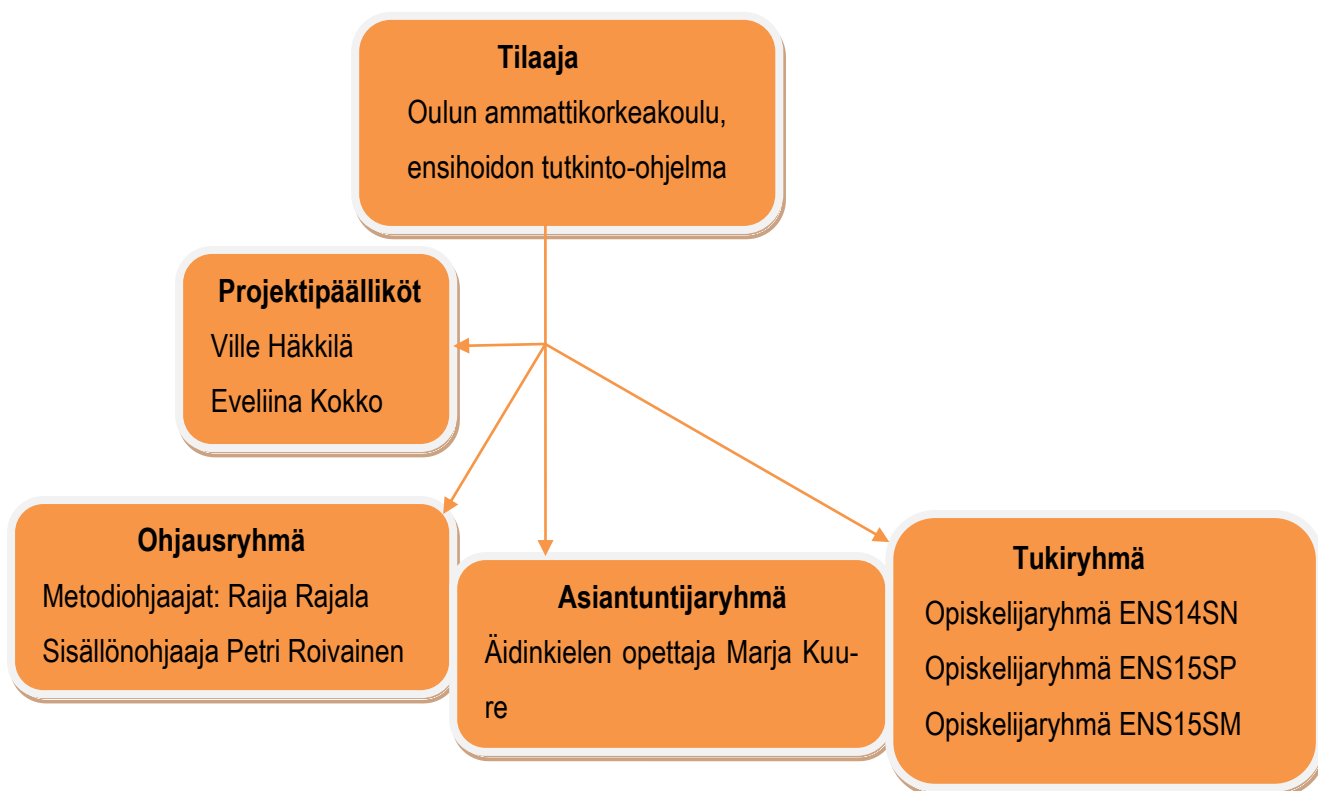 Tilaaja
Oulun ammattikorkeakoulu,
ensihoidon tutkinto-ohjelma
Projektipäälliköt
Ville Häkkilä
Eveliina Kokko
Ohjausryhmä
Metodiohjaajat: Raija Rajala
Sisällönohjaaja Petri Roivainen
Asiantuntijaryhmä
Äidinkielen opettaja Marja Kuu-
re
Tukiryhmä
Opiskelijaryhmä ENS14SN
Opiskelijaryhmä ENS15SP
Opiskelijaryhmä ENS15SM